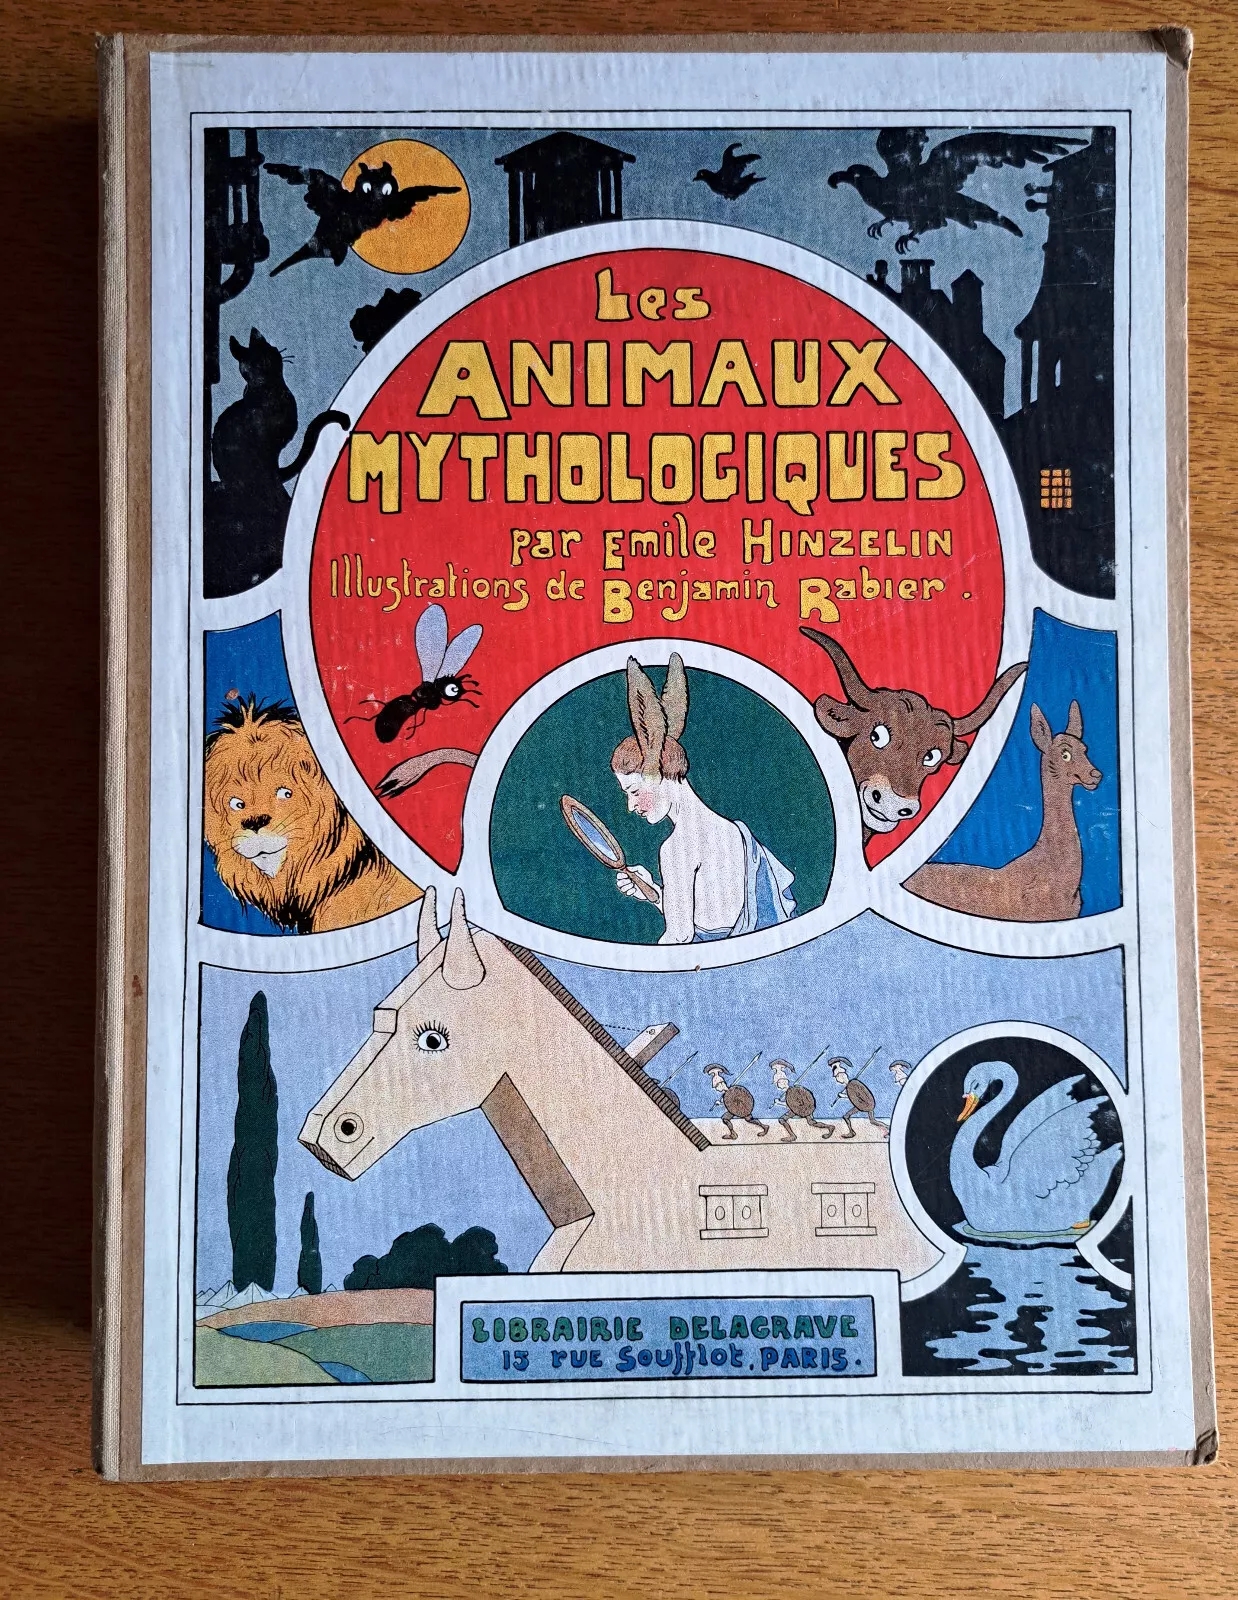 Les
ANIMAUX
MYTHOLOGIQUES
par Emile HINZELIN
Illustrations de Benjamin Rabier.
LIBRAIRIE DELAGRAVE
15 RUE Soufflot, PARIS.